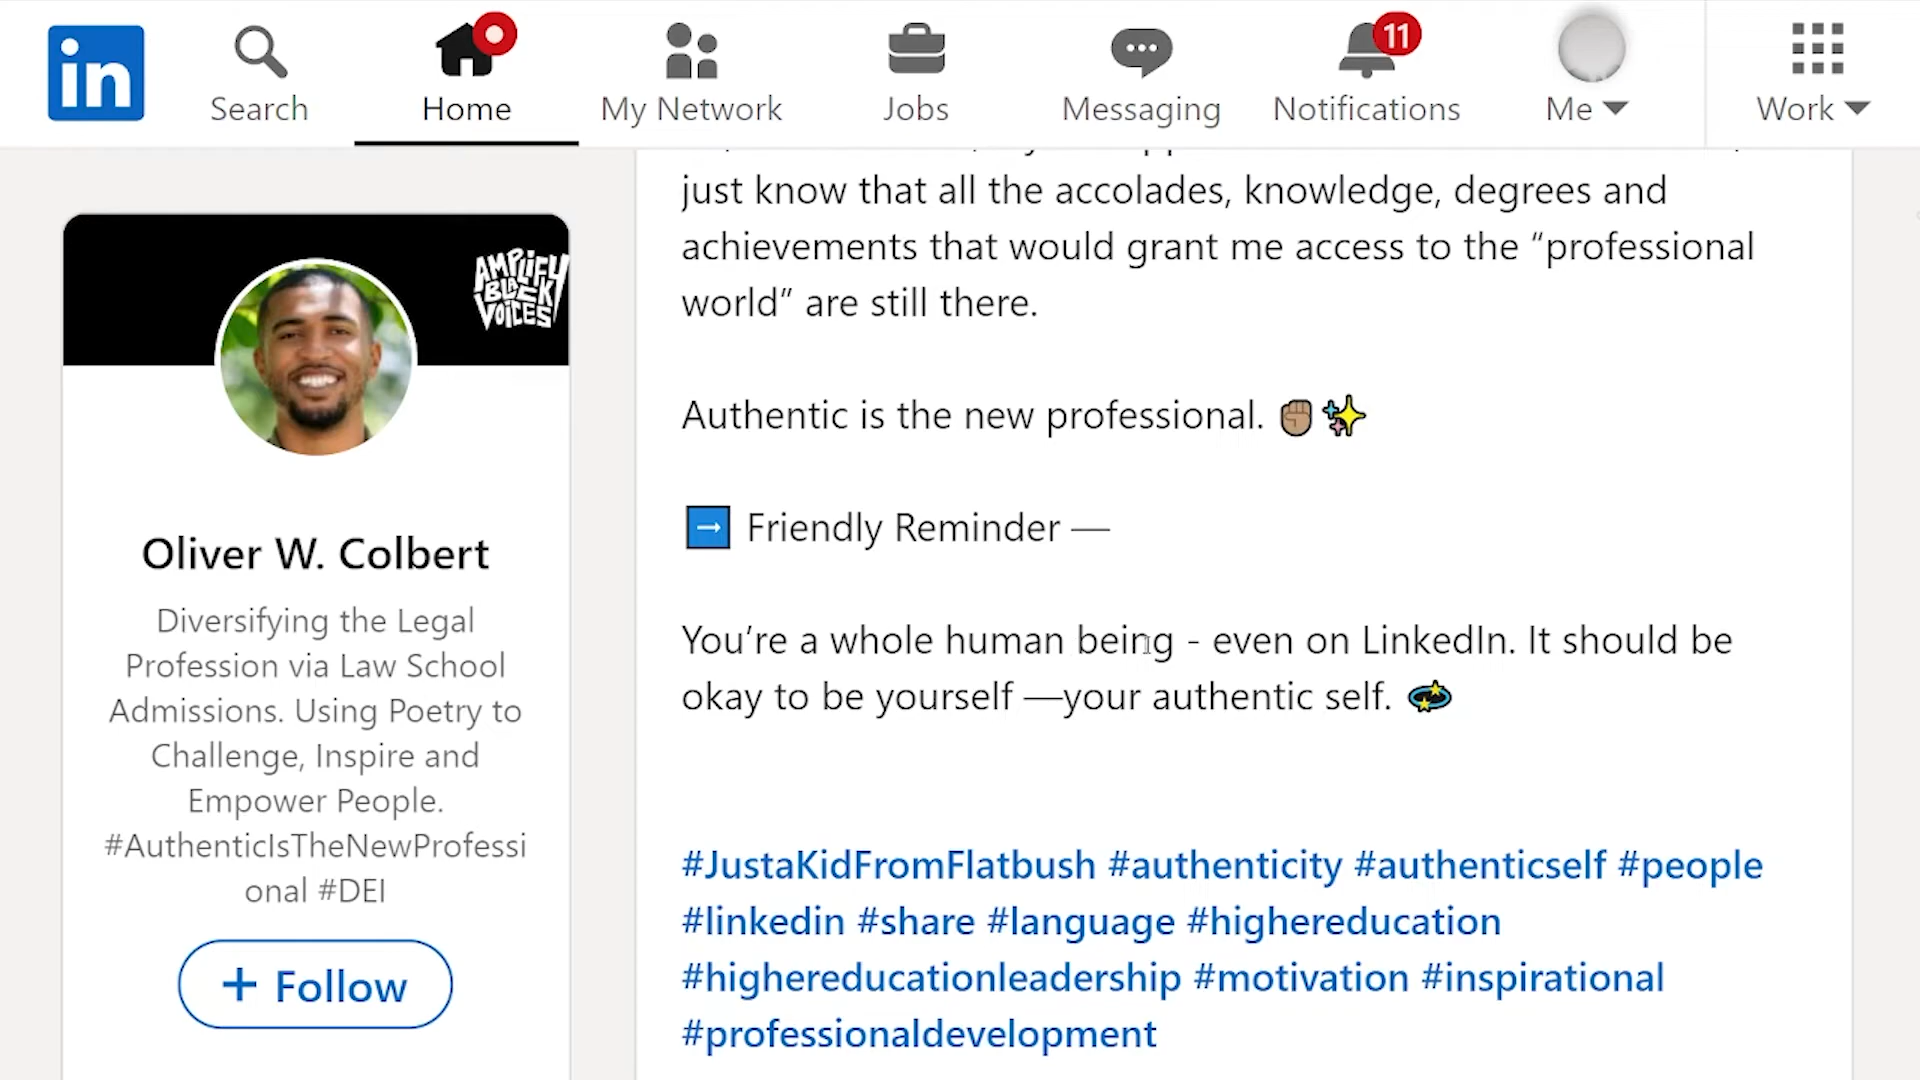 in
Search
Home
My Network
Jobs
Messaging
11
Notifications
Me
Work
AMPLIFY
BLACK
VOICES
Oliver W. Colbert
Diversifying the Legal
Profession via Law School
Admissions. Using Poetry to
Challenge, Inspire and
Empower People.
#AuthenticIsTheNewProfessi
onal #DEI
+ Follow
just know that all the accolades, knowledge, degrees and
achievements that would grant me access to the “professional
world” are still there.
Authentic is the new professional. ✊🏽✨
➡️ Friendly Reminder —
You’re a whole human being - even on LinkedIn. It should be
okay to be yourself —your authentic self. 💫
#JustaKidFromFlatbush #authenticity #authenticself #people
#linkedin #share #language #highereducation
#highereducationleadership #motivation #inspirational
#professionaldevelopment